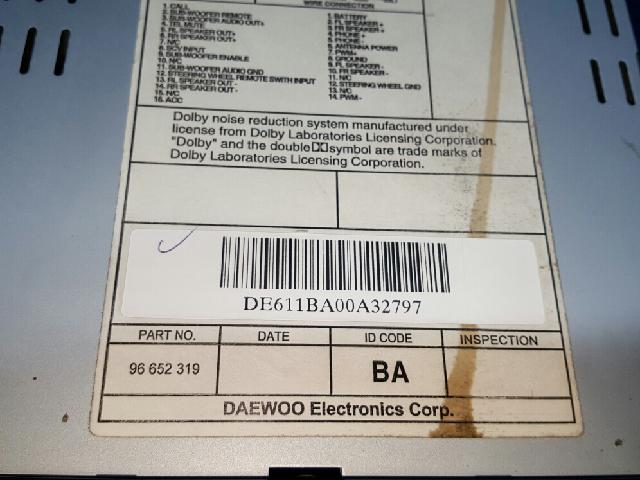 WIRE CONNECTION
1. CALL
2. SUB-WOOFER REMOTE
3. SUB-WOOFER AUDIO OUT+
4. TEL MUTE
5. RL SPEAKER OUT+
6. RR SPEAKER OUT+
7. N/C
8. SCV INPUT
9. SUB-WOOFER ENABLE
10. N/C
11. SUB-WOOFER AUDIO GND
12. STEERING WHEEL REMOTE SWITH INPUT
13. RL SPEAKER OUT -
14. RR SPEAKER OUT -
15. N/C
16. ACC
1. BATTERY
2. FL SPEAKER +
3. FR SPEAKER +
4. PHONE +
5. PHONE -
6. ANTENNA POWER
7. PWM+
8. GROUND
9. FL SPEAKER -
10. FR SPEAKER -
11. N/C
12. STEERING WHEEL GND
13. N/C
14. PWM -
Dolby noise reduction system manufactured under
license from Dolby Laboratories Licensing Corporation.
"Dolby" and the double symbol are trade marks of
Dolby Laboratories Licensing Corporation.
DE611BA00A32797
PART NO. DATE ID CODE INSPECTION
96 652 319 BA
DAEWOO Electronics Corp.